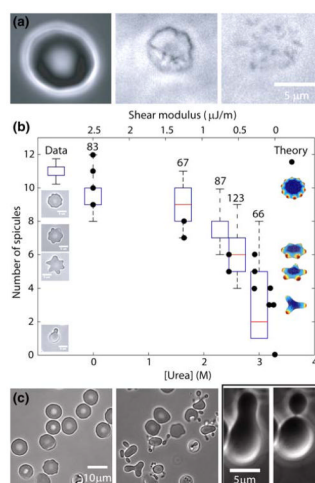 (a)
5 μm
Shear modulus (μJ/m)
(b)
2.5 2 1.5 1 0.5 0
Data
Theory
83
67
87
123
66
12
10
8
6
4
2
0
Number of spicules
0 1 2 3 4
[Urea] (M)
(c)
10μm
5μm